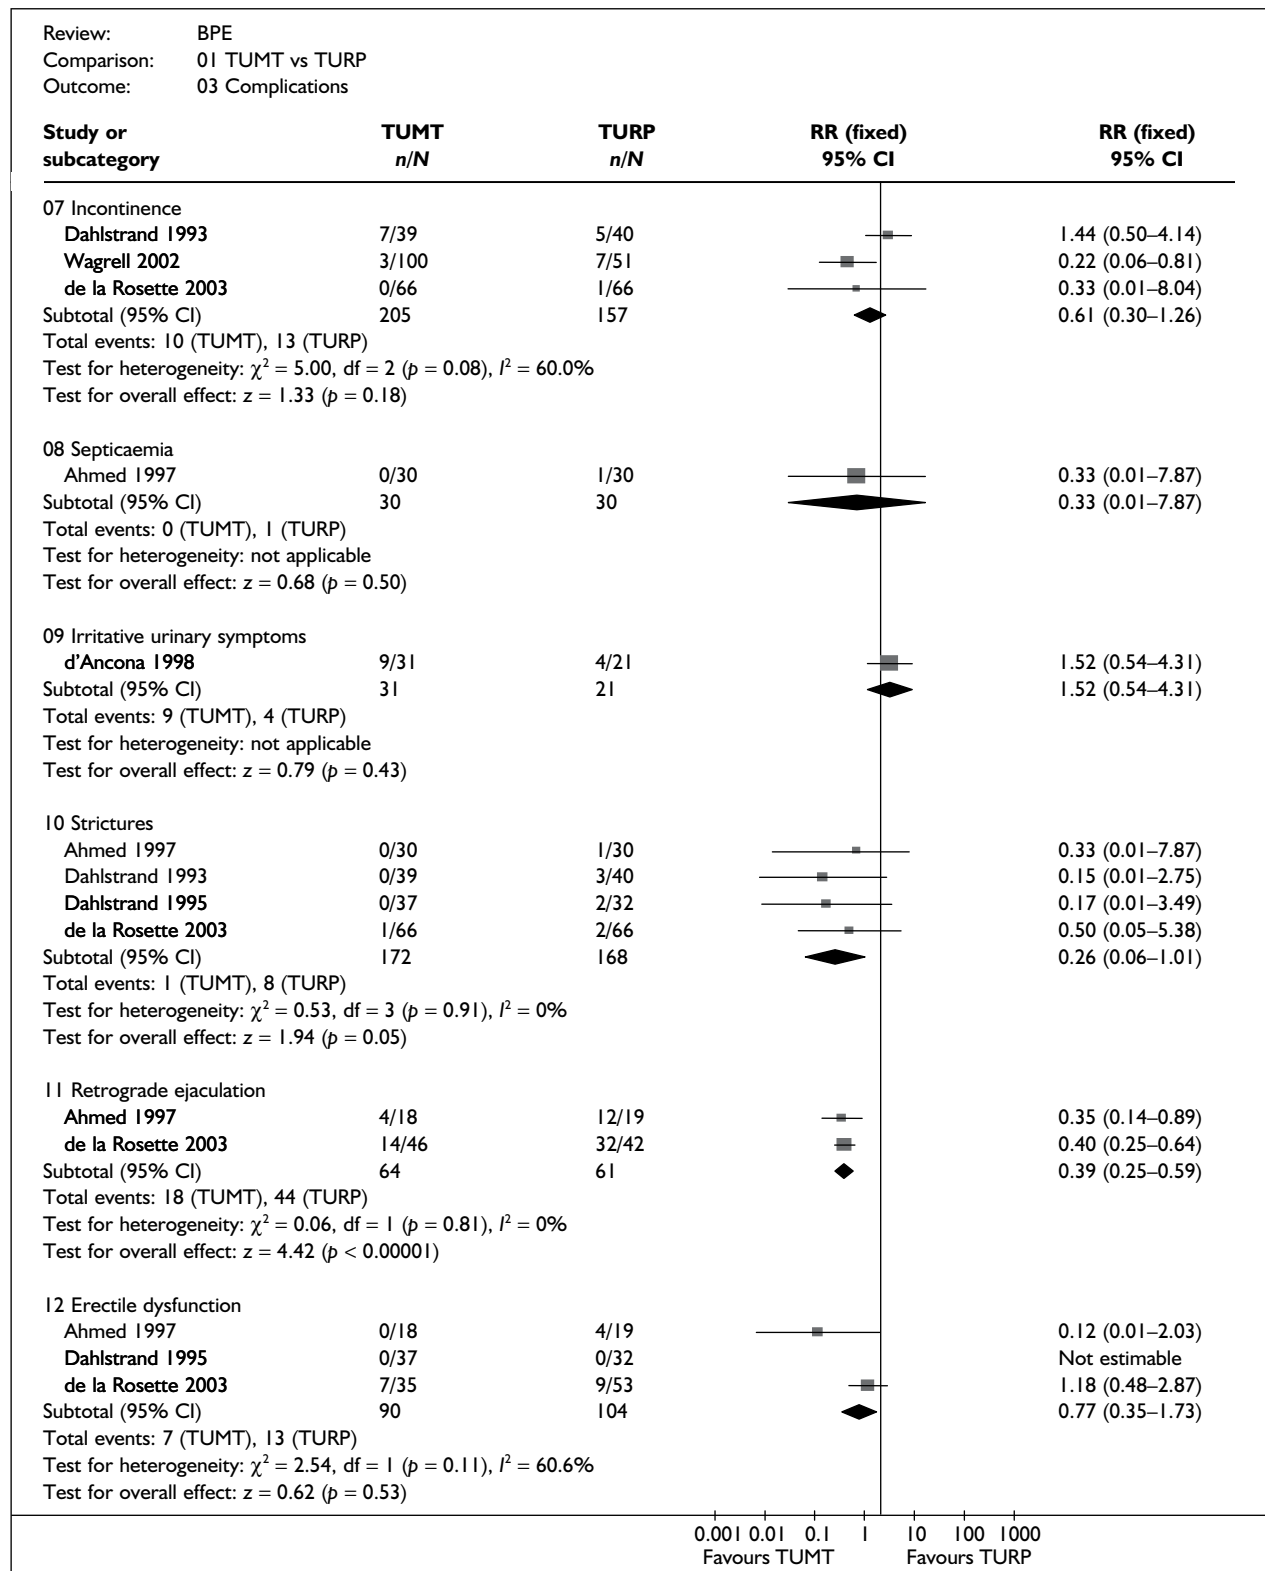 Review: BPE
Comparison: 01 TUMT vs TURP
Outcome: 03 Complications
Study or TUMT TURP RR (fixed) RR (fixed)
subcategory n/N n/N 95% CI 95% CI
07 Incontinence
Dahlstrand 1993 7/39 5/40 1.44 (0.50–4.14)
Wagrell 2002 3/100 7/51 0.22 (0.06–0.81)
de la Rosette 2003 0/66 1/66 0.33 (0.01–8.04)
Subtotal (95% CI) 205 157 0.61 (0.30–1.26)
Total events: 10 (TUMT), 13 (TURP)
Test for heterogeneity: χ² = 5.00, df = 2 (p = 0.08), I² = 60.0%
Test for overall effect: z = 1.33 (p = 0.18)
08 Septicaemia
Ahmed 1997 0/30 1/30 0.33 (0.01–7.87)
Subtotal (95% CI) 30 30 0.33 (0.01–7.87)
Total events: 0 (TUMT), 1 (TURP)
Test for heterogeneity: not applicable
Test for overall effect: z = 0.68 (p = 0.50)
09 Irritative urinary symptoms
d'Ancona 1998 9/31 4/21 1.52 (0.54–4.31)
Subtotal (95% CI) 31 21 1.52 (0.54–4.31)
Total events: 9 (TUMT), 4 (TURP)
Test for heterogeneity: not applicable
Test for overall effect: z = 0.79 (p = 0.43)
10 Strictures
Ahmed 1997 0/30 1/30 0.33 (0.01–7.87)
Dahlstrand 1993 0/39 3/40 0.15 (0.01–2.75)
Dahlstrand 1995 0/37 2/32 0.17 (0.01–3.49)
de la Rosette 2003 1/66 2/66 0.50 (0.05–5.38)
Subtotal (95% CI) 172 168 0.26 (0.06–1.01)
Total events: 1 (TUMT), 8 (TURP)
Test for heterogeneity: χ² = 0.53, df = 3 (p = 0.91), I² = 0%
Test for overall effect: z = 1.94 (p = 0.05)
11 Retrograde ejaculation
Ahmed 1997 4/18 12/19 0.35 (0.14–0.89)
de la Rosette 2003 14/46 32/42 0.40 (0.25–0.64)
Subtotal (95% CI) 64 61 0.39 (0.25–0.59)
Total events: 18 (TUMT), 44 (TURP)
Test for heterogeneity: χ² = 0.06, df = 1 (p = 0.81), I² = 0%
Test for overall effect: z = 4.42 (p < 0.00001)
12 Erectile dysfunction
Ahmed 1997 0/18 4/19 0.12 (0.01–2.03)
Dahlstrand 1995 0/37 0/32 Not estimable
de la Rosette 2003 7/35 9/53 1.18 (0.48–2.87)
Subtotal (95% CI) 90 104 0.77 (0.35–1.73)
Total events: 7 (TUMT), 13 (TURP)
Test for heterogeneity: χ² = 2.54, df = 1 (p = 0.11), I² = 60.6%
Test for overall effect: z = 0.62 (p = 0.53)
0.001 0.01 0.1 1 10 100 1000
Favours TUMT Favours TURP